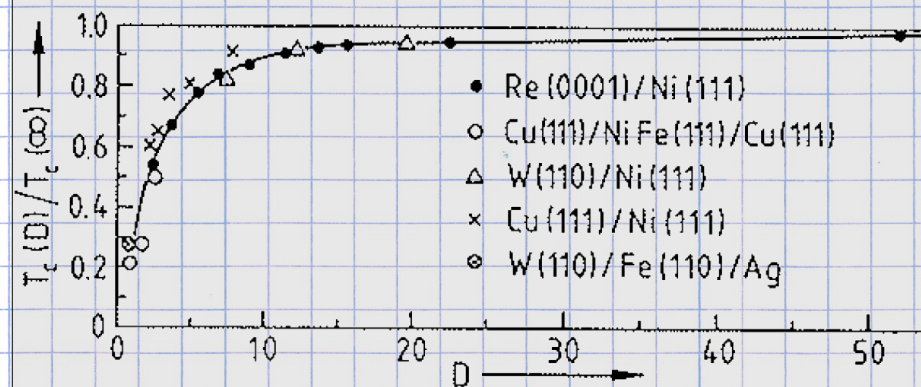 1.0
0.8
0.6
0.4
0.2
0
T_c(D)/T_c(∞)
● Re(0001)/Ni(111)
○ Cu(111)/NiFe(111)/Cu(111)
△ W(110)/Ni(111)
× Cu(111)/Ni(111)
⊗ W(110)/Fe(110)/Ag
0 10 20 30 40 50
D